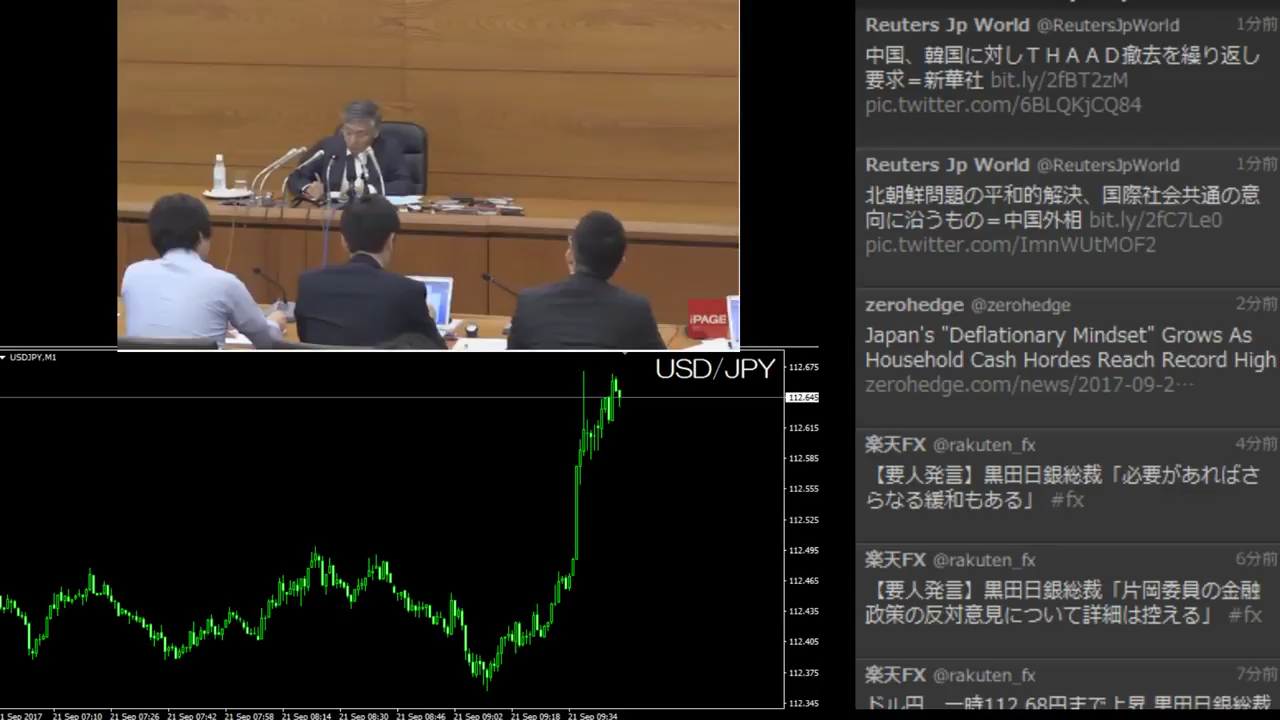 iPAGE
USDJPY,M1
USD/JPY
112.675
112.645
112.615
112.585
112.555
112.525
112.495
112.465
112.435
112.405
112.375
112.345
21 Sep 2017
21 Sep 07:10
21 Sep 07:26
21 Sep 07:42
21 Sep 07:58
21 Sep 08:14
21 Sep 08:30
21 Sep 08:46
21 Sep 09:02
21 Sep 09:18
21 Sep 09:34
Reuters Jp World @ReutersJpWorld 1分前
中国、韓国に対しＴＨＡＡＤ撤去を繰り返し
要求＝新華社 bit.ly/2fBT2zM
pic.twitter.com/6BLQKjCQ84
Reuters Jp World @ReutersJpWorld 1分前
北朝鮮問題の平和的解決、国際社会共通の意
向に沿うもの＝中国外相 bit.ly/2fC7Le0
pic.twitter.com/ImnWUtMOF2
zerohedge @zerohedge 2分前
Japan's "Deflationary Mindset" Grows As
Household Cash Hordes Reach Record High
zerohedge.com/news/2017-09-2…
楽天FX @rakuten_fx 4分前
【要人発言】黒田日銀総裁「必要があればさ
らなる緩和もある」 #fx
楽天FX @rakuten_fx 6分前
【要人発言】黒田日銀総裁「片岡委員の金融
政策の反対意見について詳細は控える」 #fx
楽天FX @rakuten_fx 7分前
ドル円、一時112.68円まで上昇 黒田日銀総裁